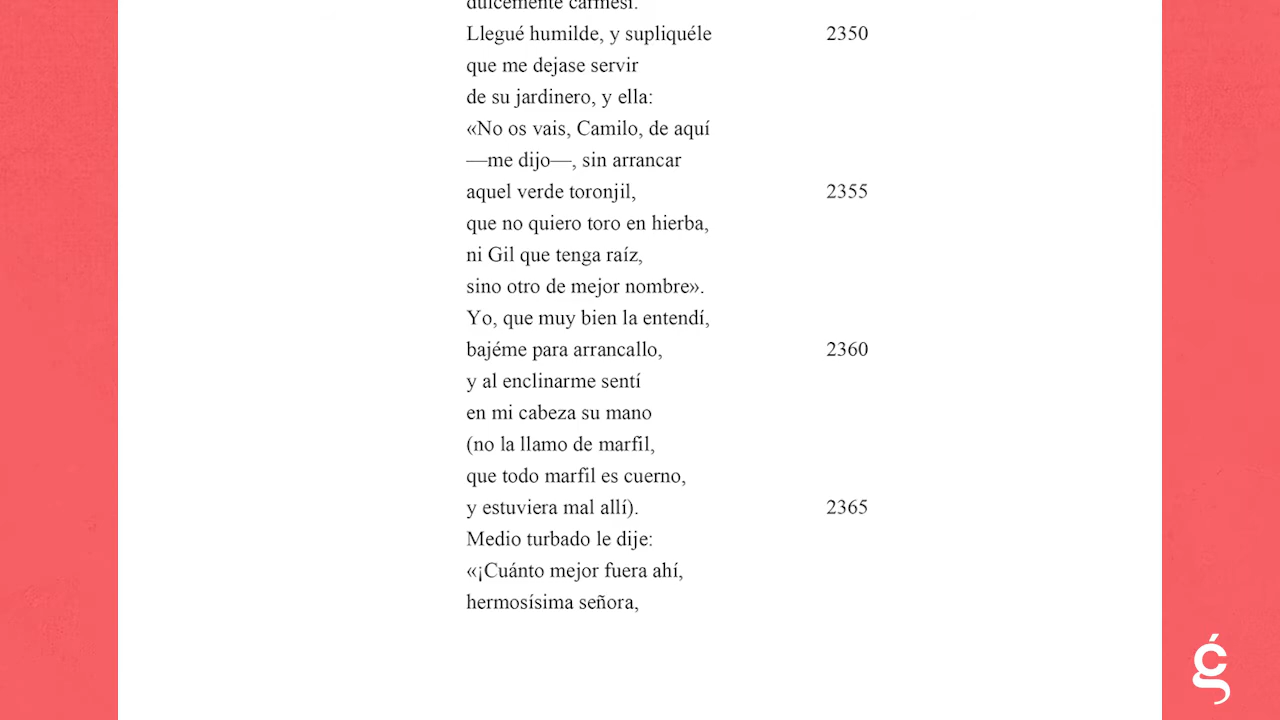 dulcemente carmesí.
Llegué humilde, y supliquéle 2350
que me dejase servir
de su jardinero, y ella:
«No os vais, Camilo, de aquí
—me dijo—, sin arrancar
aquel verde toronjil, 2355
que no quiero toro en hierba,
ni Gil que tenga raíz,
sino otro de mejor nombre».
Yo, que muy bien la entendí,
bajéme para arrancallo, 2360
y al enclinarme sentí
en mi cabeza su mano
(no la llamo de marfil,
que todo marfil es cuerno,
y estuviera mal allí). 2365
Medio turbado le dije:
«¡Cuánto mejor fuera ahí,
hermosísima señora,